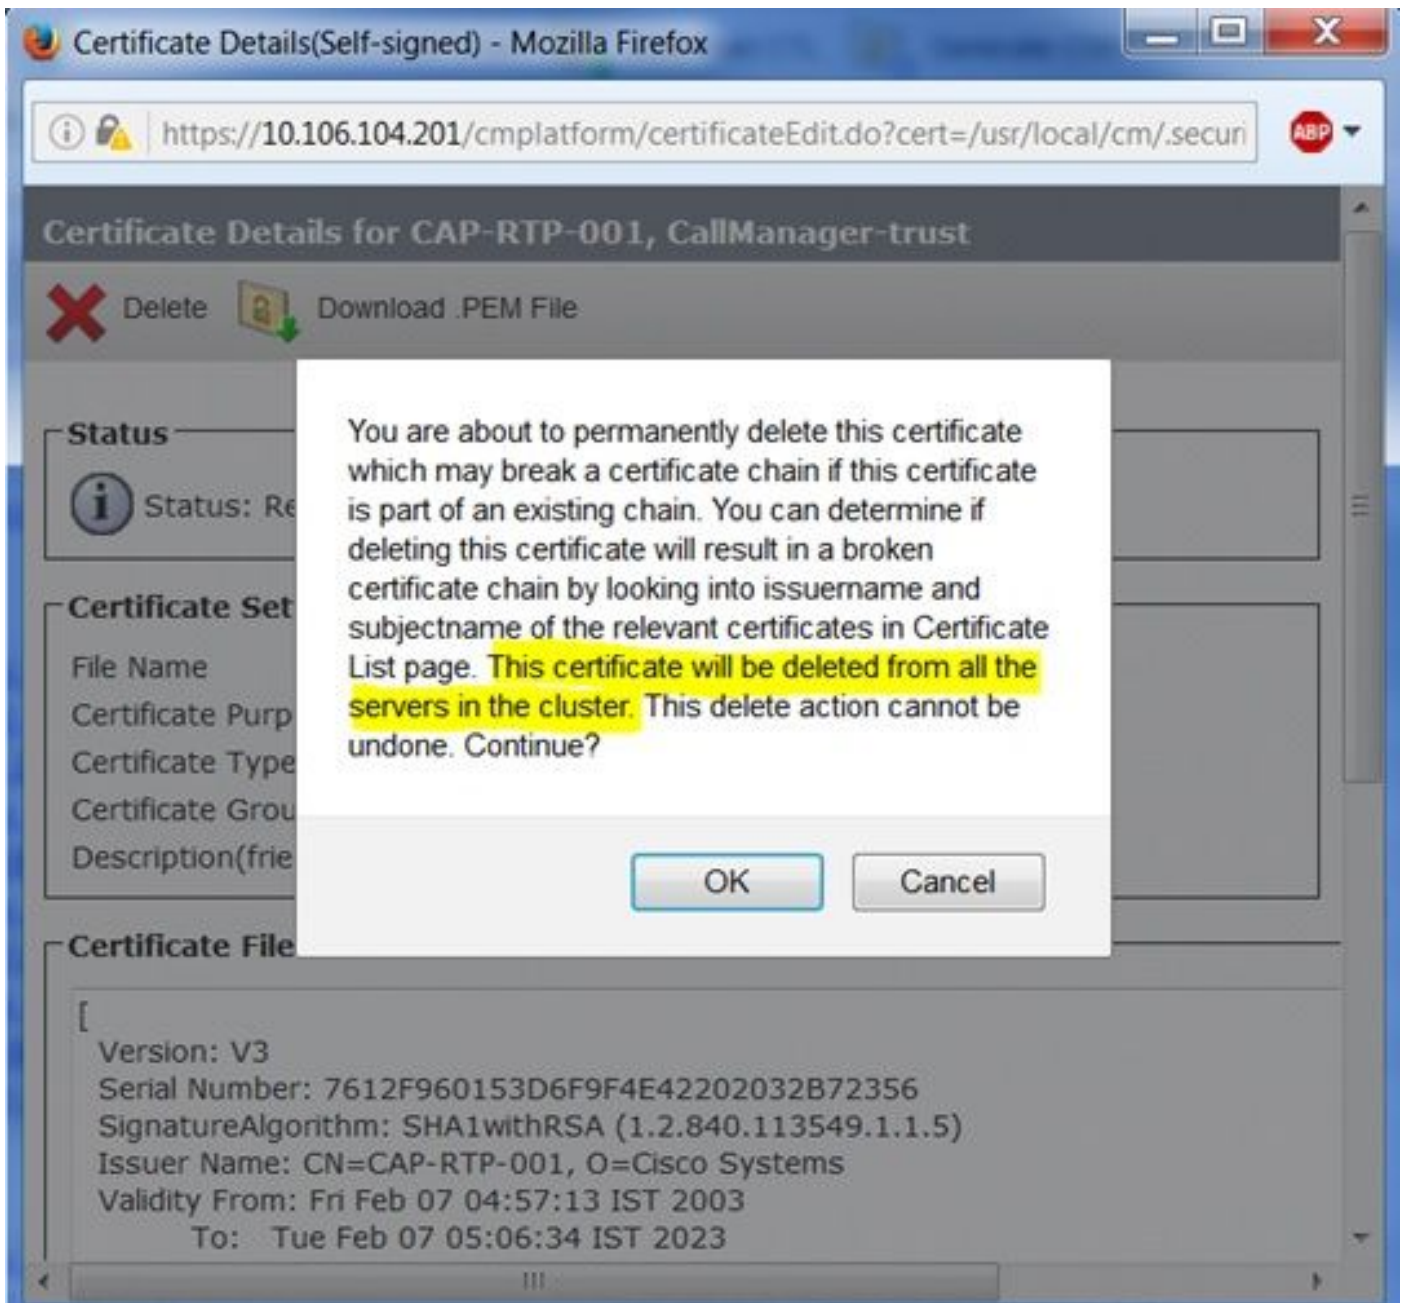 Certificate Details(Self-signed) - Mozilla Firefox
https://10.106.104.201/cmplatform/certificateEdit.do?cert=/usr/local/cm/.securi
ABP
Certificate Details for CAP-RTP-001, CallManager-trust
Delete Download .PEM File
Status
Status: Re
You are about to permanently delete this certificate
which may break a certificate chain if this certificate
is part of an existing chain. You can determine if
deleting this certificate will result in a broken
certificate chain by looking into issuername and
subjectname of the relevant certificates in Certificate
List page. This certificate will be deleted from all the
servers in the cluster. This delete action cannot be
undone. Continue?
OK Cancel
Certificate Set
File Name
Certificate Purp
Certificate Type
Certificate Grou
Description(frie
Certificate File
[
Version: V3
Serial Number: 7612F960153D6F9F4E42202032B72356
SignatureAlgorithm: SHA1withRSA (1.2.840.113549.1.1.5)
Issuer Name: CN=CAP-RTP-001, O=Cisco Systems
Validity From: Fri Feb 07 04:57:13 IST 2003
To: Tue Feb 07 05:06:34 IST 2023